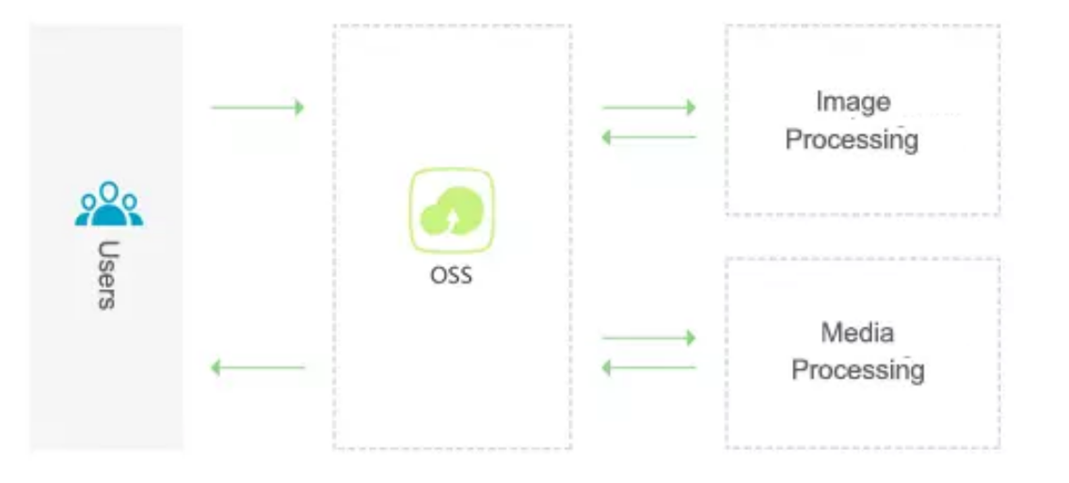 Users
OSS
Image
Processing
Media
Processing